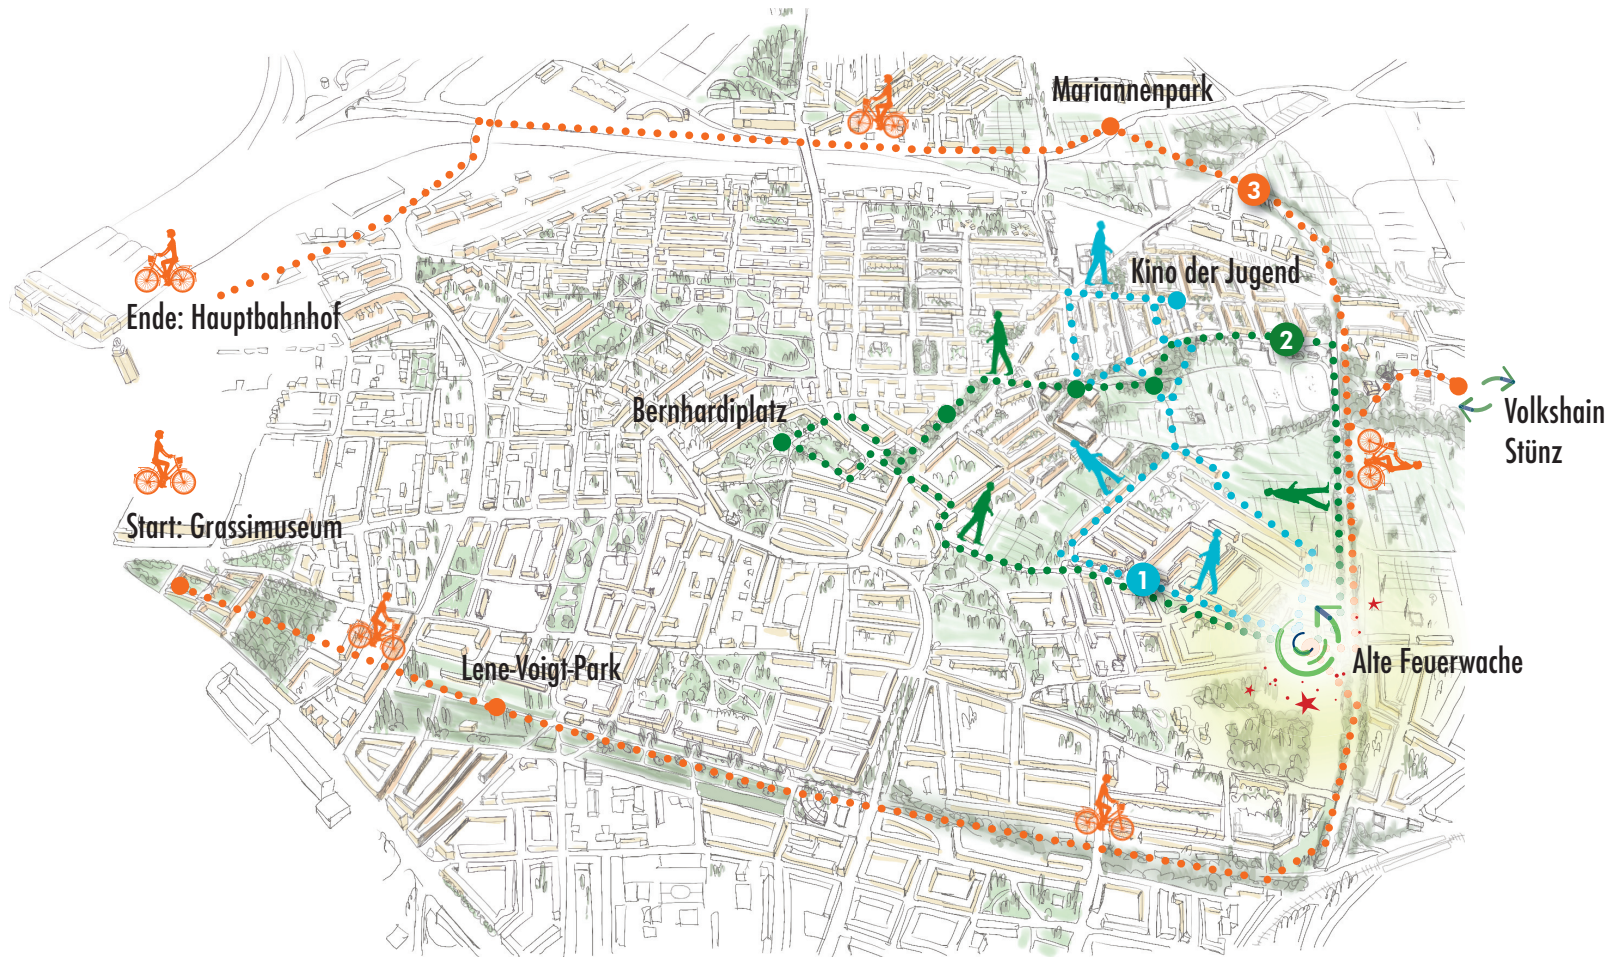 Mariannenpark
3
Kino der Jugend
Ende: Hauptbahnhof
2
Bernhardiplatz
Volkshain
Stünz
Start: Grassimuseum
1
Alte Feuerwache
Lene-Voigt-Park